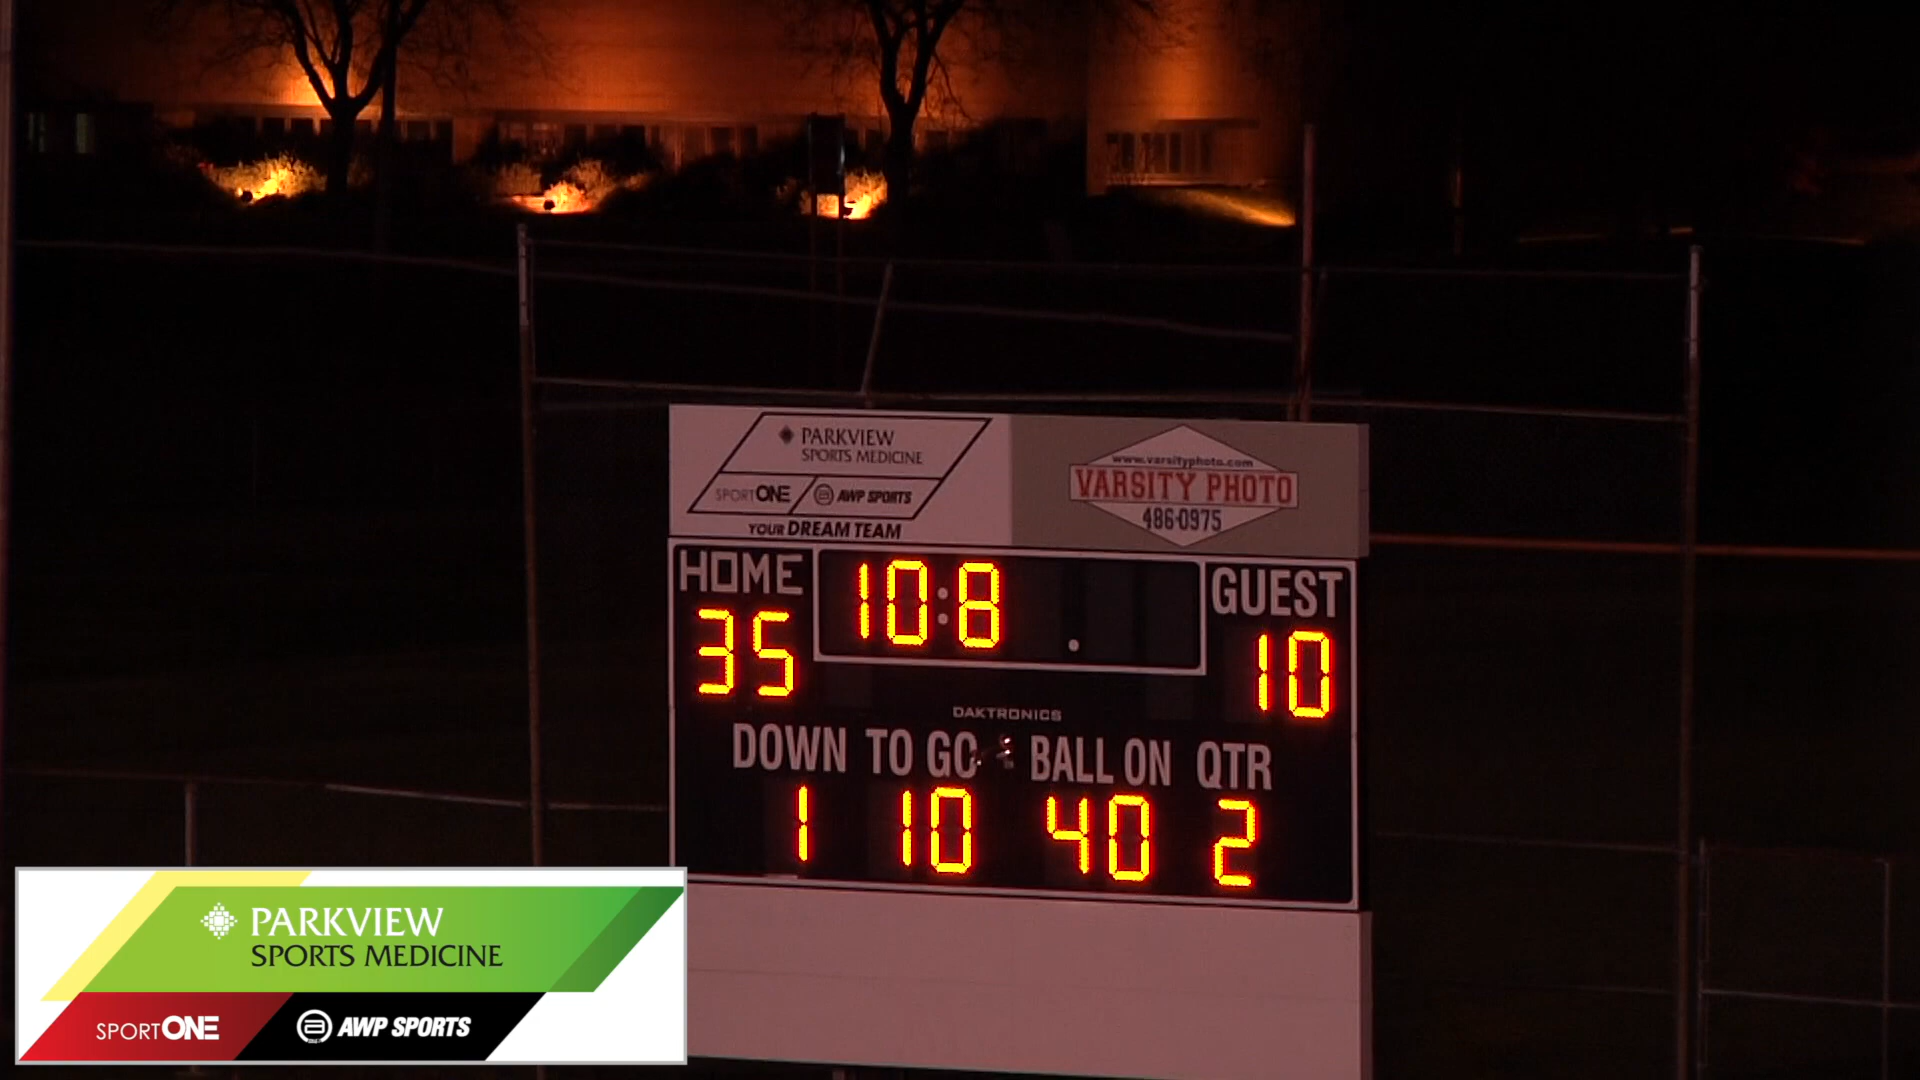 PARKVIEW
SPORTS MEDICINE
SPORTONE
AWP SPORTS
YOUR DREAM TEAM
www.varsityphoto.com
VARSITY PHOTO
486-0975
HOME
10:8 .
GUEST
35
10
DAKTRONICS
DOWN TO GO BALL ON QTR
1 10 40 2
PARKVIEW
SPORTS MEDICINE
SPORTONE
AWP SPORTS